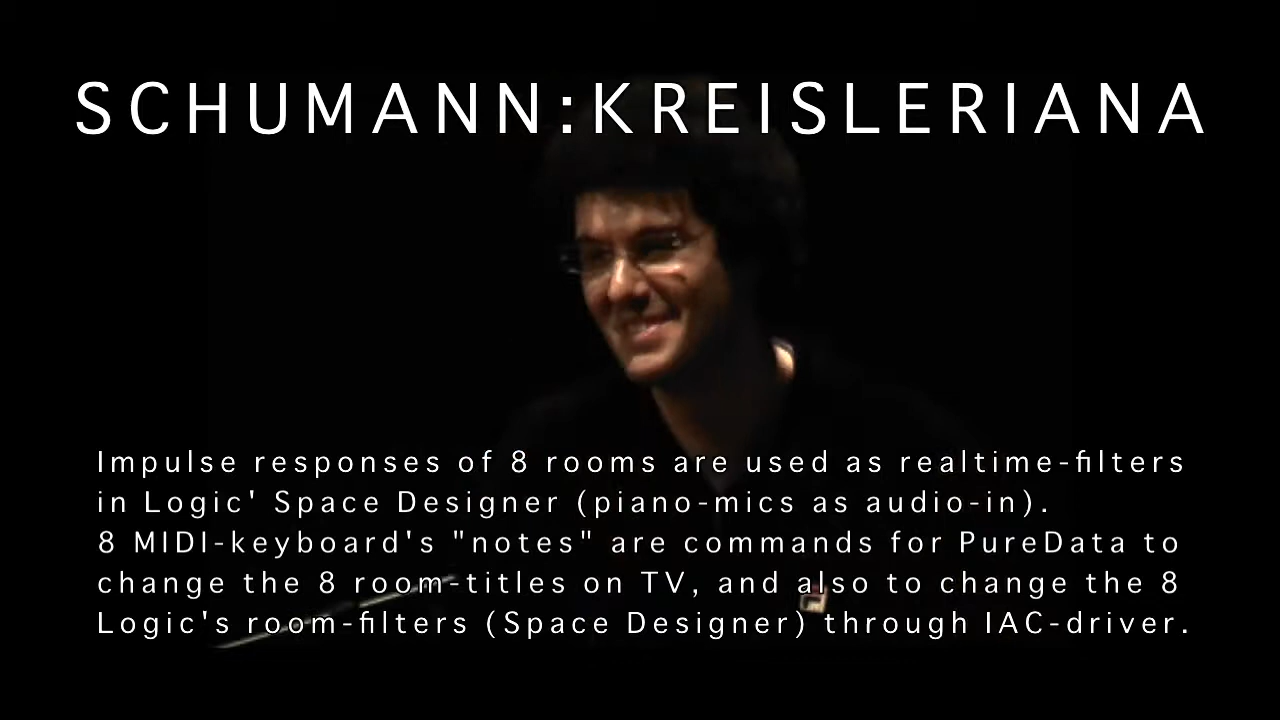 SCHUMANN:KREISLERIANA
Impulse responses of 8 rooms are used as realtime-filters
in Logic' Space Designer (piano-mics as audio-in).
8 MIDI-keyboard's "notes" are commands for PureData to
change the 8 room-titles on TV, and also to change the 8
Logic's room-filters (Space Designer) through IAC-driver.